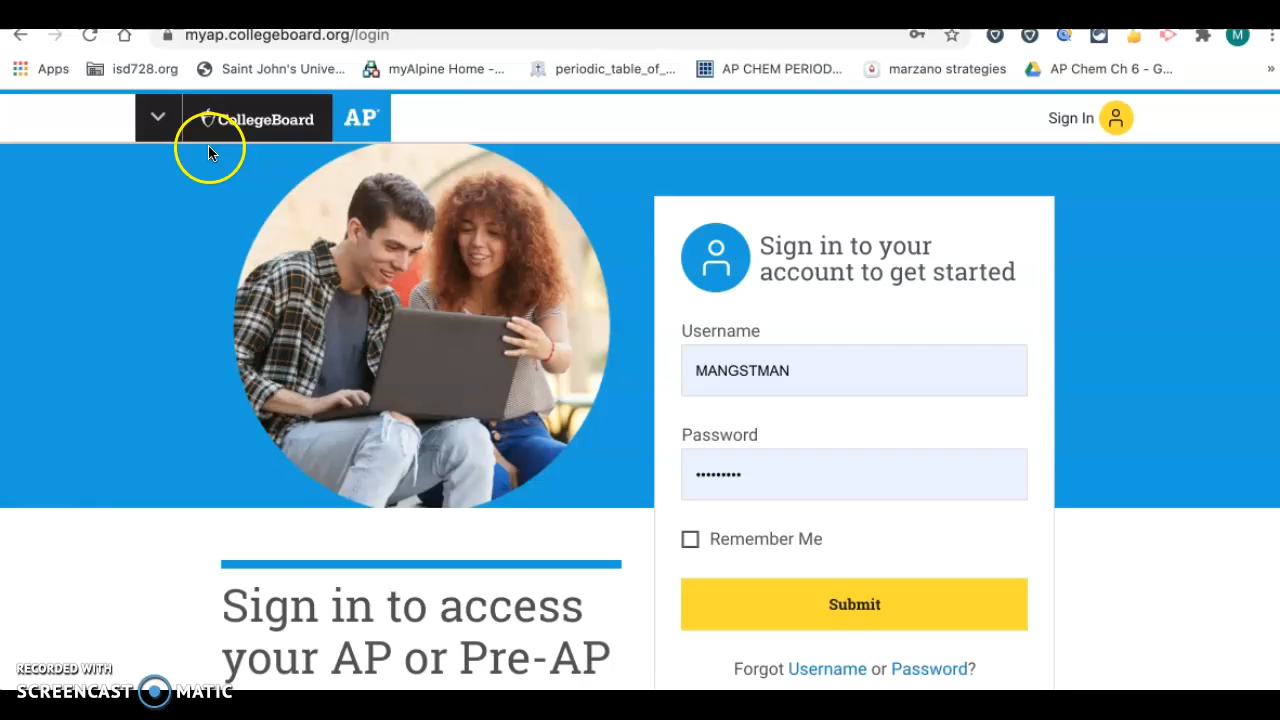 myap.collegeboard.org/login
M
Apps isd728.org Saint John's Unive... myAlpine Home -... periodic_table_of_... AP CHEM PERIOD... marzano strategies AP Chem Ch 6 - G... »
CollegeBoard AP
Sign In
Sign in to your
account to get started
Username
MANGSTMAN
Password
•••••••••
Remember Me
Submit
Forgot Username or Password?
Sign in to access
your AP or Pre-AP
RECORDED WITH
SCREENCAST MATIC